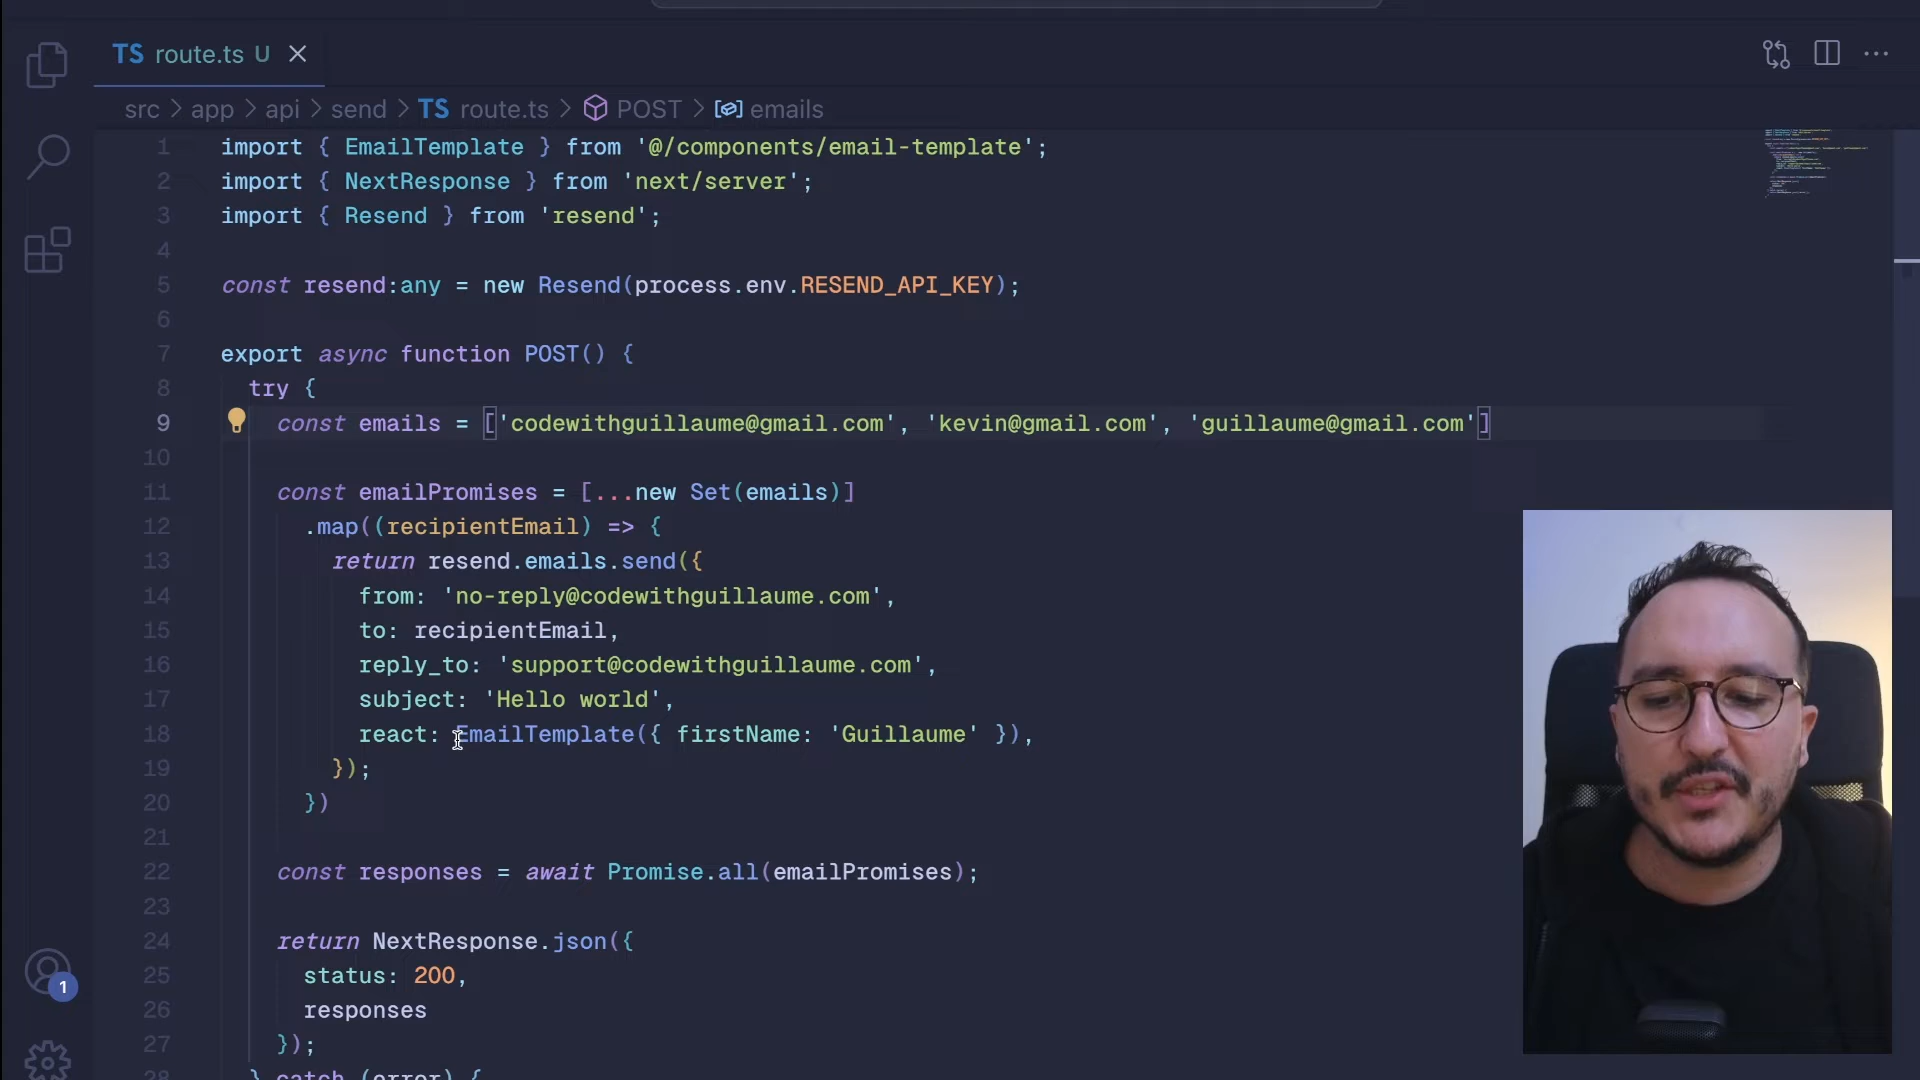 TS route.ts U
src > app > api > send > TS route.ts > POST > emails
1 import { EmailTemplate } from '@/components/email-template';
2 import { NextResponse } from 'next/server';
3 import { Resend } from 'resend';
4
5 const resend:any = new Resend(process.env.RESEND_API_KEY);
6
7 export async function POST() {
8 try {
9 const emails = ['codewithguillaume@gmail.com', 'kevin@gmail.com', 'guillaume@gmail.com']
10
11 const emailPromises = [...new Set(emails)]
12 .map((recipientEmail) => {
13 return resend.emails.send({
14 from: 'no-reply@codewithguillaume.com',
15 to: recipientEmail,
16 reply_to: 'support@codewithguillaume.com',
17 subject: 'Hello world',
18 react: EmailTemplate({ firstName: 'Guillaume' }),
19 });
20 })
21
22 const responses = await Promise.all(emailPromises);
23
24 return NextResponse.json({
25 status: 200,
26 responses
27 });
28 } catch (error) {
1